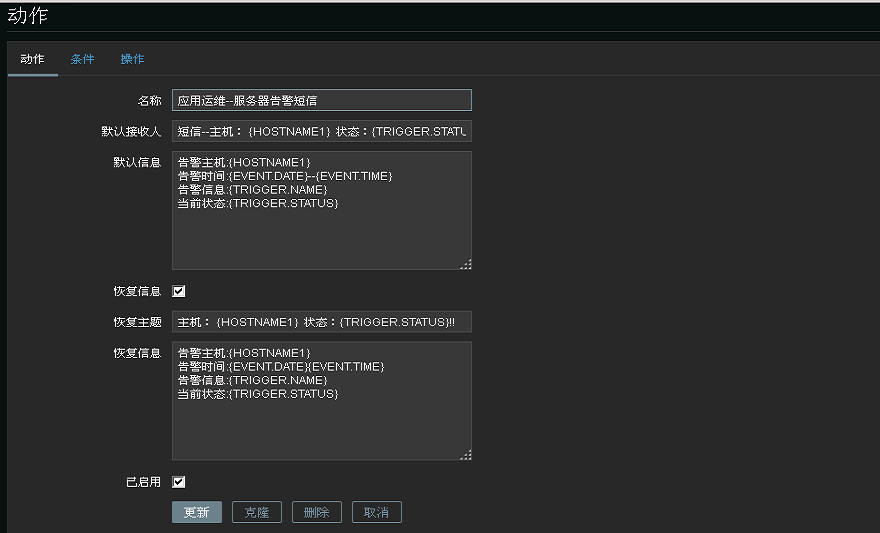 动作
动作 条件 操作
名称 应用运维--服务器告警短信
默认接收人 短信--主机： {HOSTNAME1} 状态：{TRIGGER.STATU
默认信息 告警主机:{HOSTNAME1}
告警时间:{EVENT.DATE}--{EVENT.TIME}
告警信息:{TRIGGER.NAME}
当前状态:{TRIGGER.STATUS}
恢复信息
恢复主题 主机： {HOSTNAME1} 状态：{TRIGGER.STATUS}!!
恢复信息 告警主机:{HOSTNAME1}
告警时间:{EVENT.DATE}{EVENT.TIME}
告警信息:{TRIGGER.NAME}
当前状态:{TRIGGER.STATUS}
已启用
更新 克隆 删除 取消